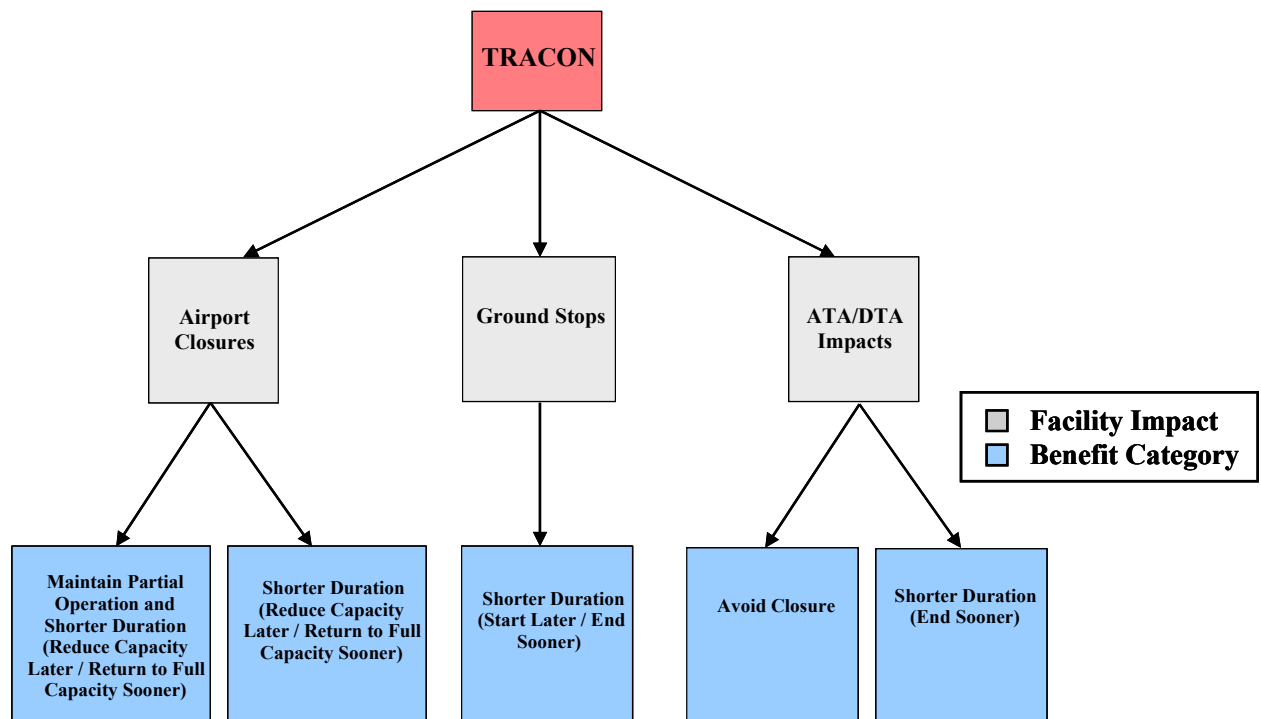 TRACON
Airport
Closures
Ground Stops
ATA/DTA
Impacts
Facility Impact
Benefit Category
Maintain Partial
Operation and
Shorter Duration
(Reduce Capacity
Later / Return to Full
Capacity Sooner)
Shorter Duration
(Reduce Capacity
Later / Return to Full
Capacity Sooner)
Shorter Duration
(Start Later / End
Sooner)
Avoid Closure
Shorter Duration
(End Sooner)